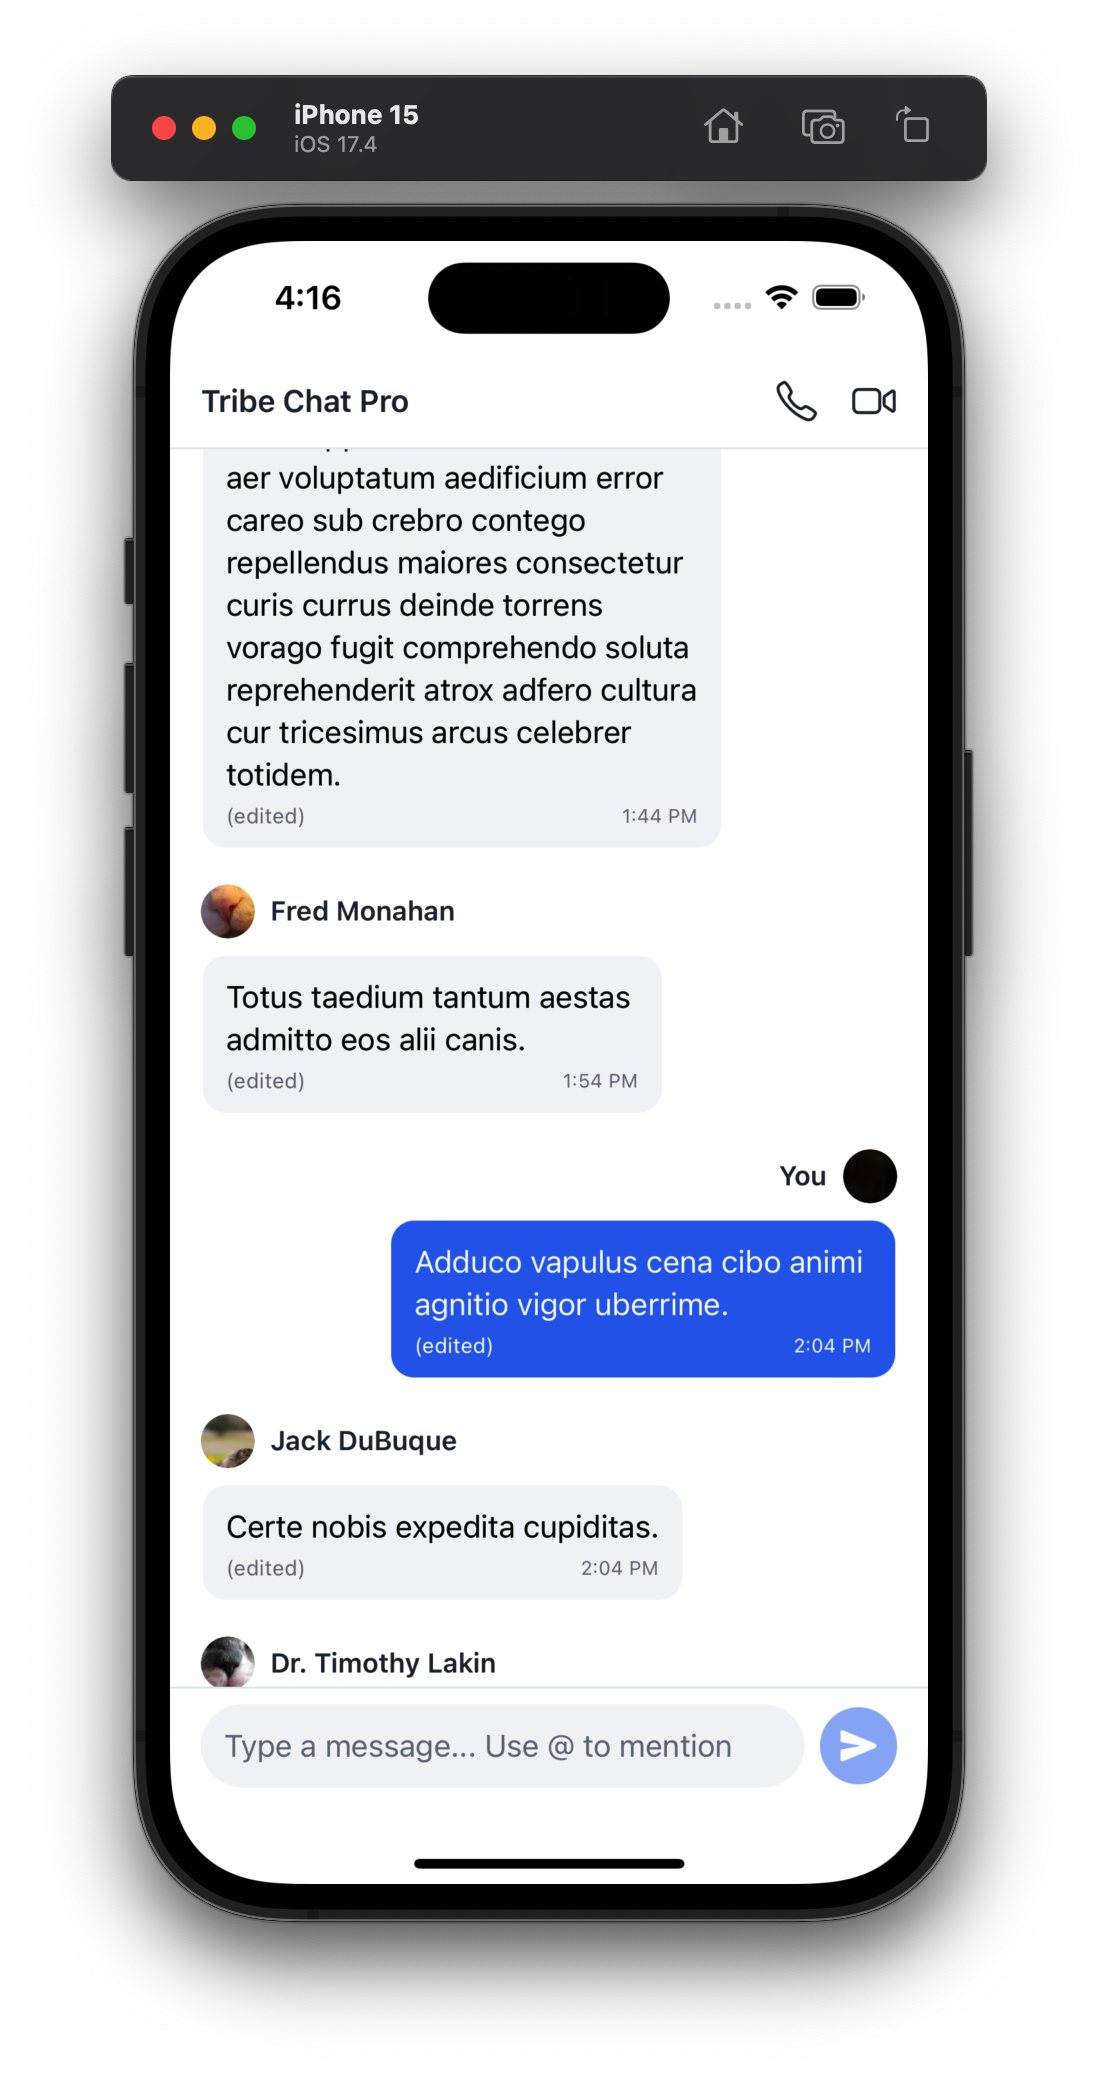 iPhone 15
iOS 17.4
4:16
Tribe Chat Pro
aer voluptatum aedificium error
careo sub crebro contego
repellendus maiores consectetur
curis currus deinde torrens
vorago fugit comprehendo soluta
reprehenderit atrox adfero cultura
cur tricesimus arcus celebrer
totidem.
(edited) 1:44 PM
Fred Monahan
Totus taedium tantum aestas
admitto eos alii canis.
(edited) 1:54 PM
You
Adduco vapulus cena cibo animi
agnitio vigor uberrime.
(edited) 2:04 PM
Jack DuBuque
Certe nobis expedita cupiditas.
(edited) 2:04 PM
Dr. Timothy Lakin
Type a message... Use @ to mention